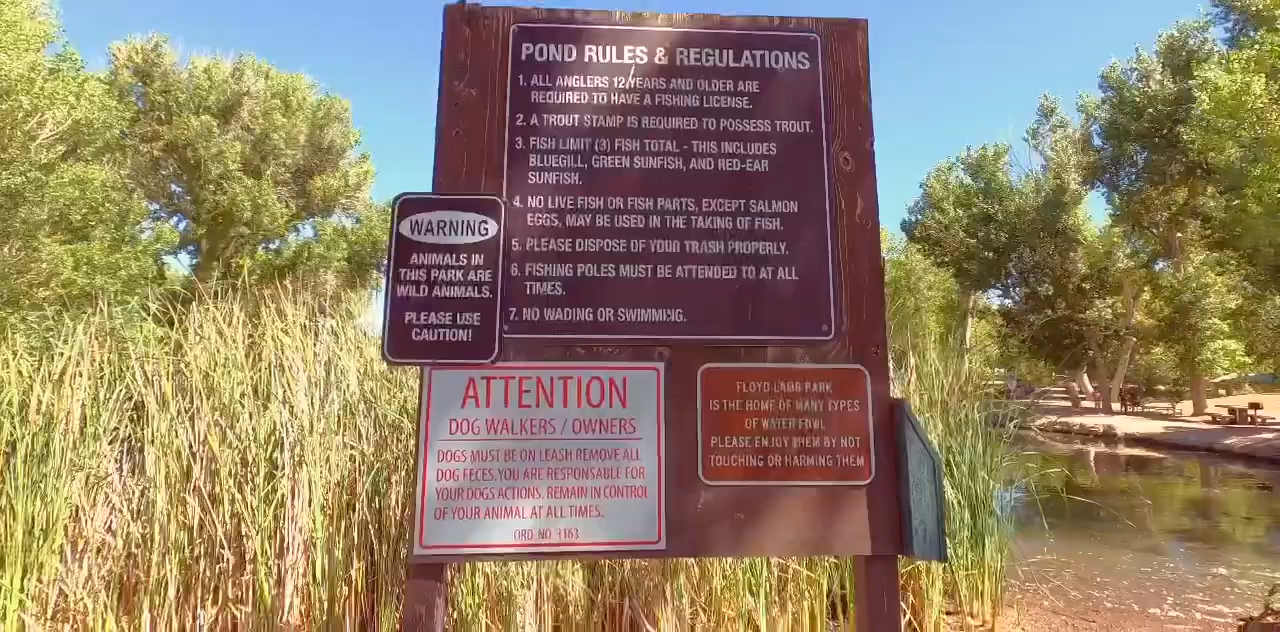 POND RULES & REGULATIONS
1. ALL ANGLERS 12 YEARS AND OLDER ARE
REQUIRED TO HAVE A FISHING LICENSE.
2. A TROUT STAMP IS REQUIRED TO POSSESS TROUT.
3. FISH LIMIT (3) FISH TOTAL - THIS INCLUDES
BLUEGILL, GREEN SUNFISH, AND RED-EAR
SUNFISH.
4. NO LIVE FISH OR FISH PARTS, EXCEPT SALMON
EGGS, MAY BE USED IN THE TAKING OF FISH.
5. PLEASE DISPOSE OF YOUR TRASH PROPERLY.
6. FISHING POLES MUST BE ATTENDED TO AT ALL
TIMES.
7. NO WADING OR SWIMMING.
WARNING
ANIMALS IN
THIS PARK ARE
WILD ANIMALS.
PLEASE USE
CAUTION!
ATTENTION
DOG WALKERS / OWNERS
DOGS MUST BE ON LEASH REMOVE ALL
DOG FECES. YOU ARE RESPONSIBLE FOR
YOUR DOGS ACTIONS. REMAIN IN CONTROL
OF YOUR ANIMAL AT ALL TIMES.
ORD. NO. 3163
FLOYD LAMB PARK
IS THE HOME OF MANY TYPES
OF WATER FOWL
PLEASE ENJOY THEM BY NOT
TOUCHING OR HARMING THEM